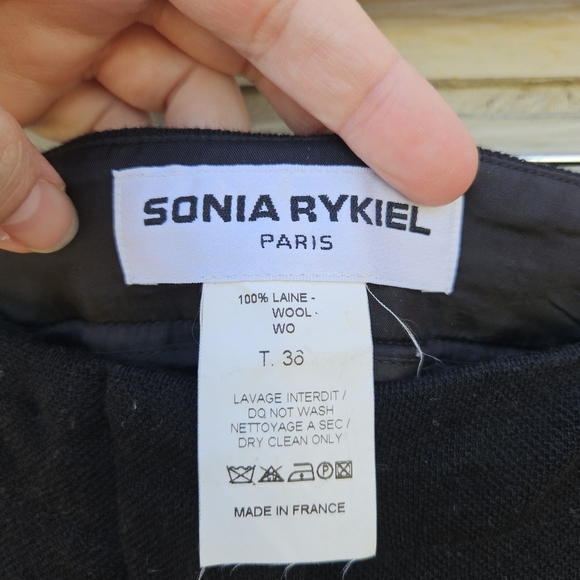 SONIA RYKIEL
PARIS
100% LAINE -
WOOL -
WO
T. 36
LAVAGE INTERDIT /
DO NOT WASH
NETTOYAGE A SEC /
DRY CLEAN ONLY
P
MADE IN FRANCE